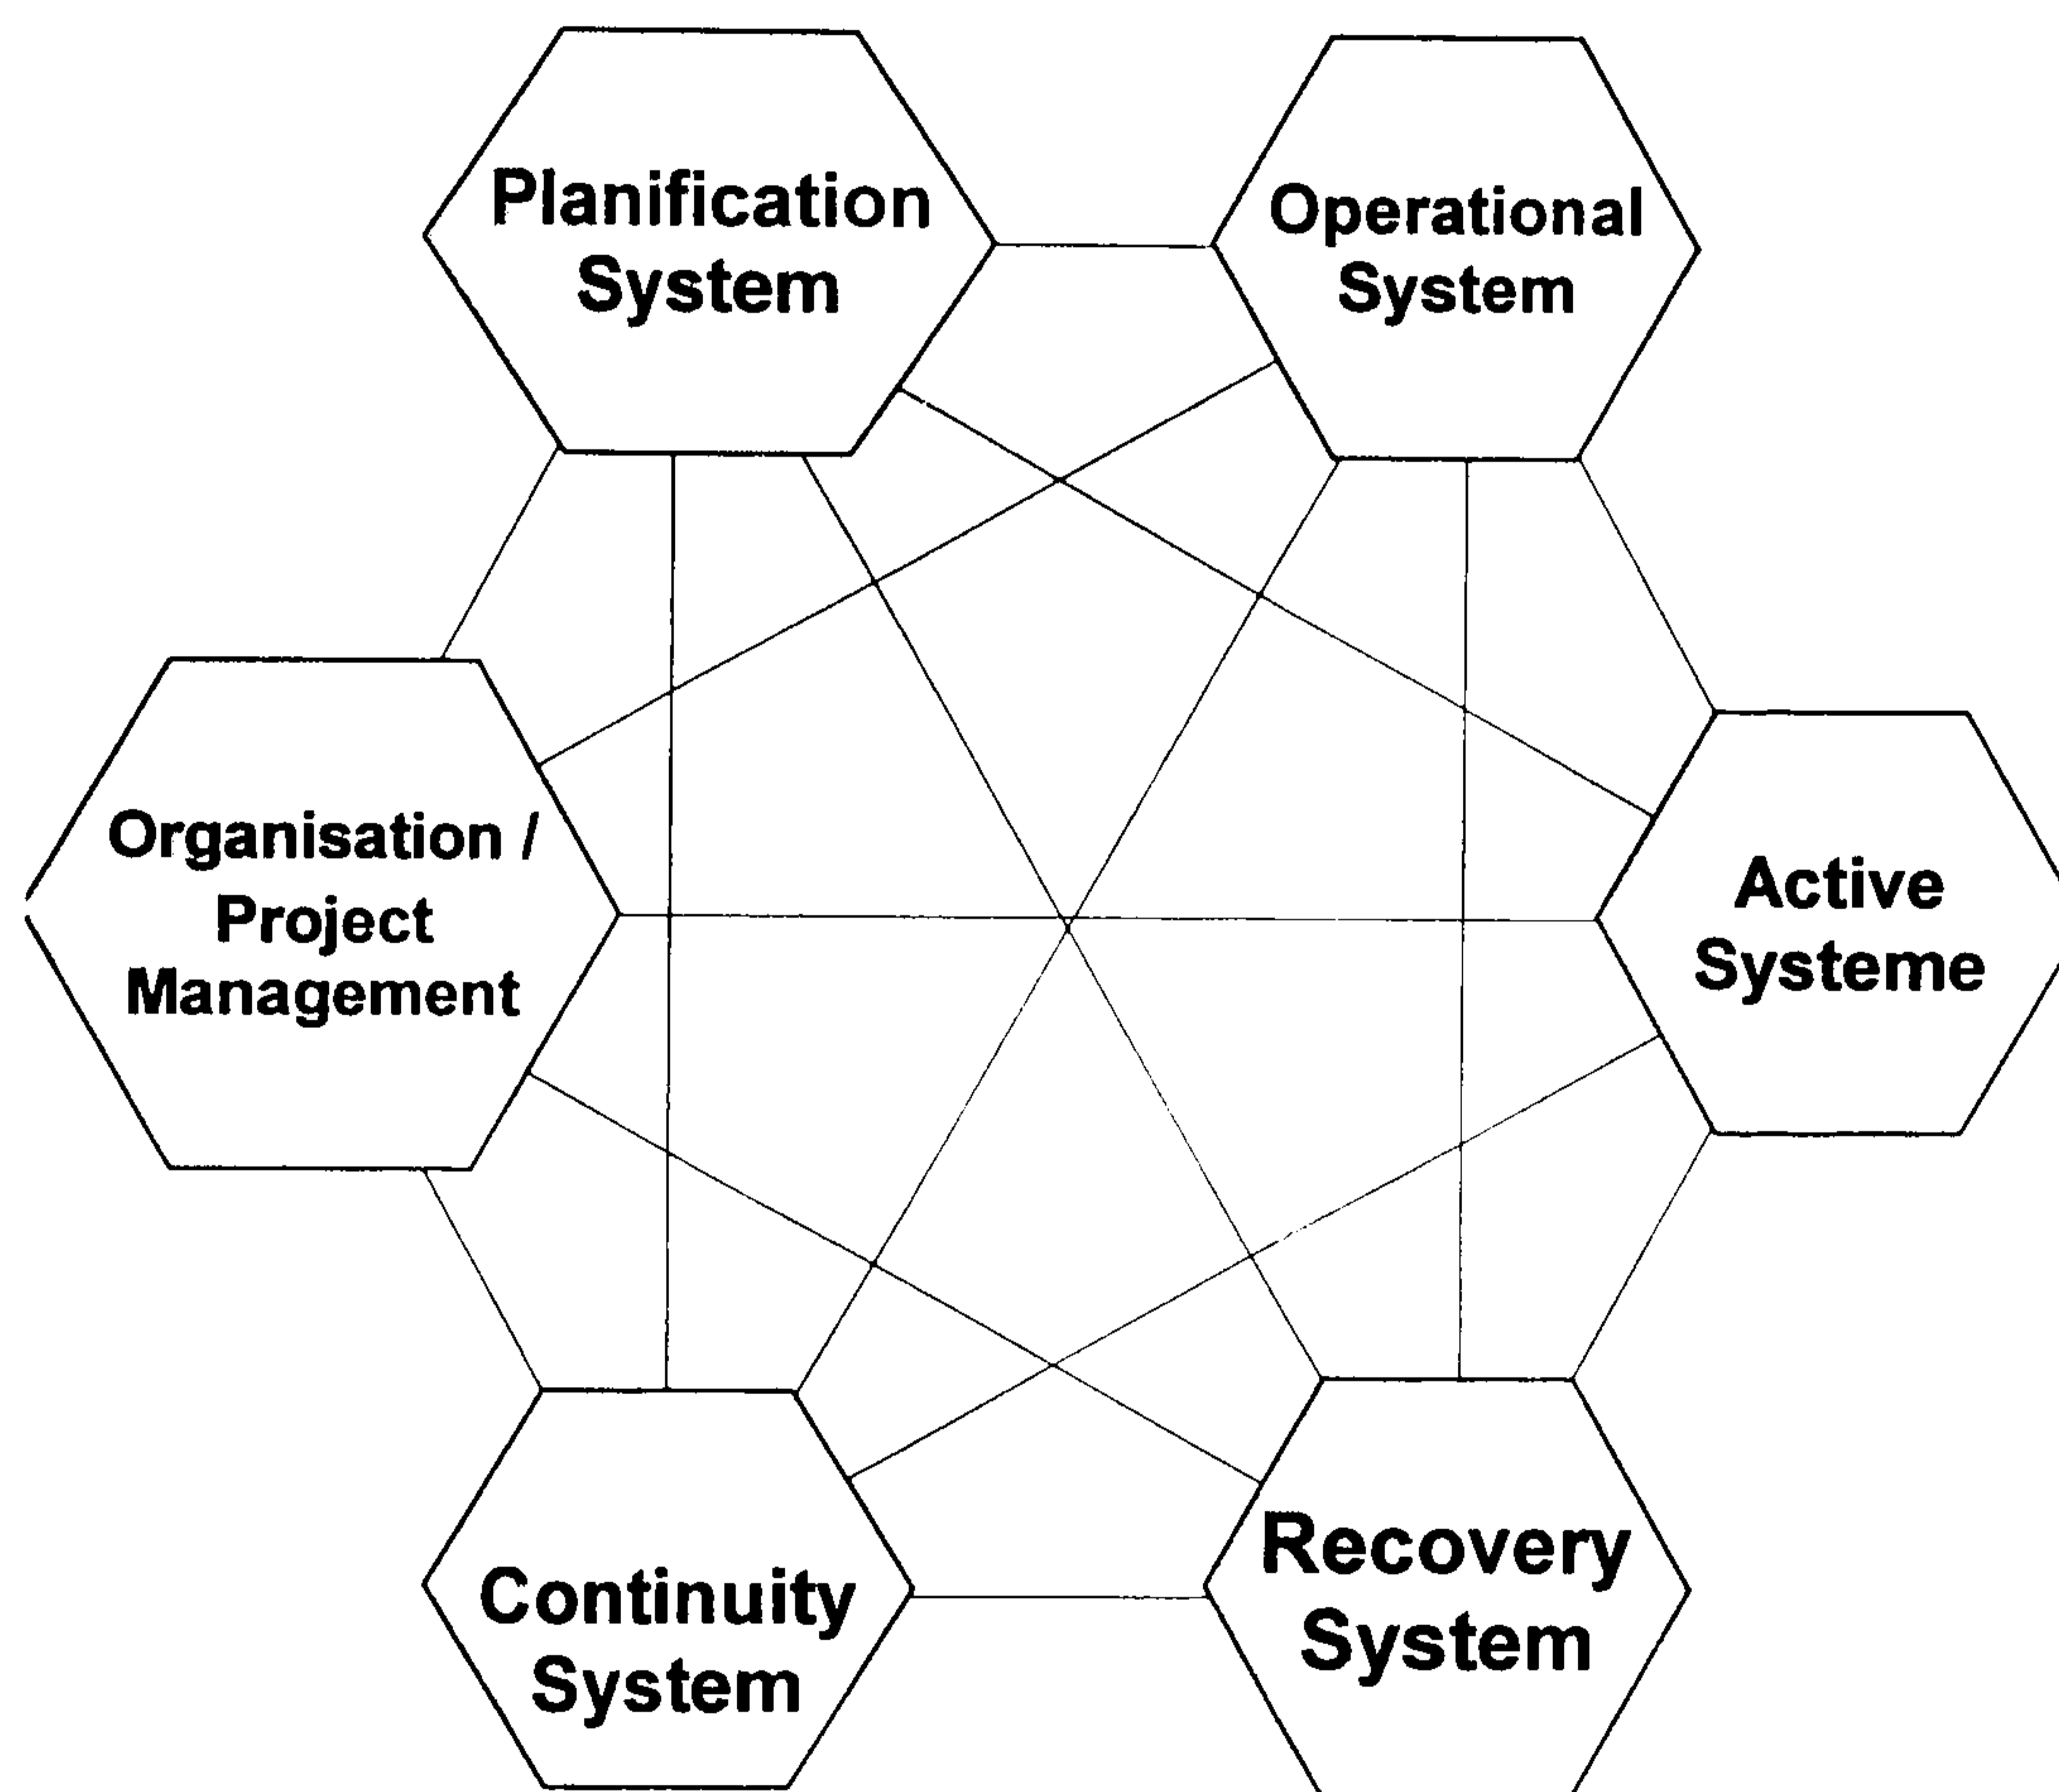 Planification
System
Operational
System
Organisation /
Project
Management
Active
Systeme
Continuity
System
Recovery
System